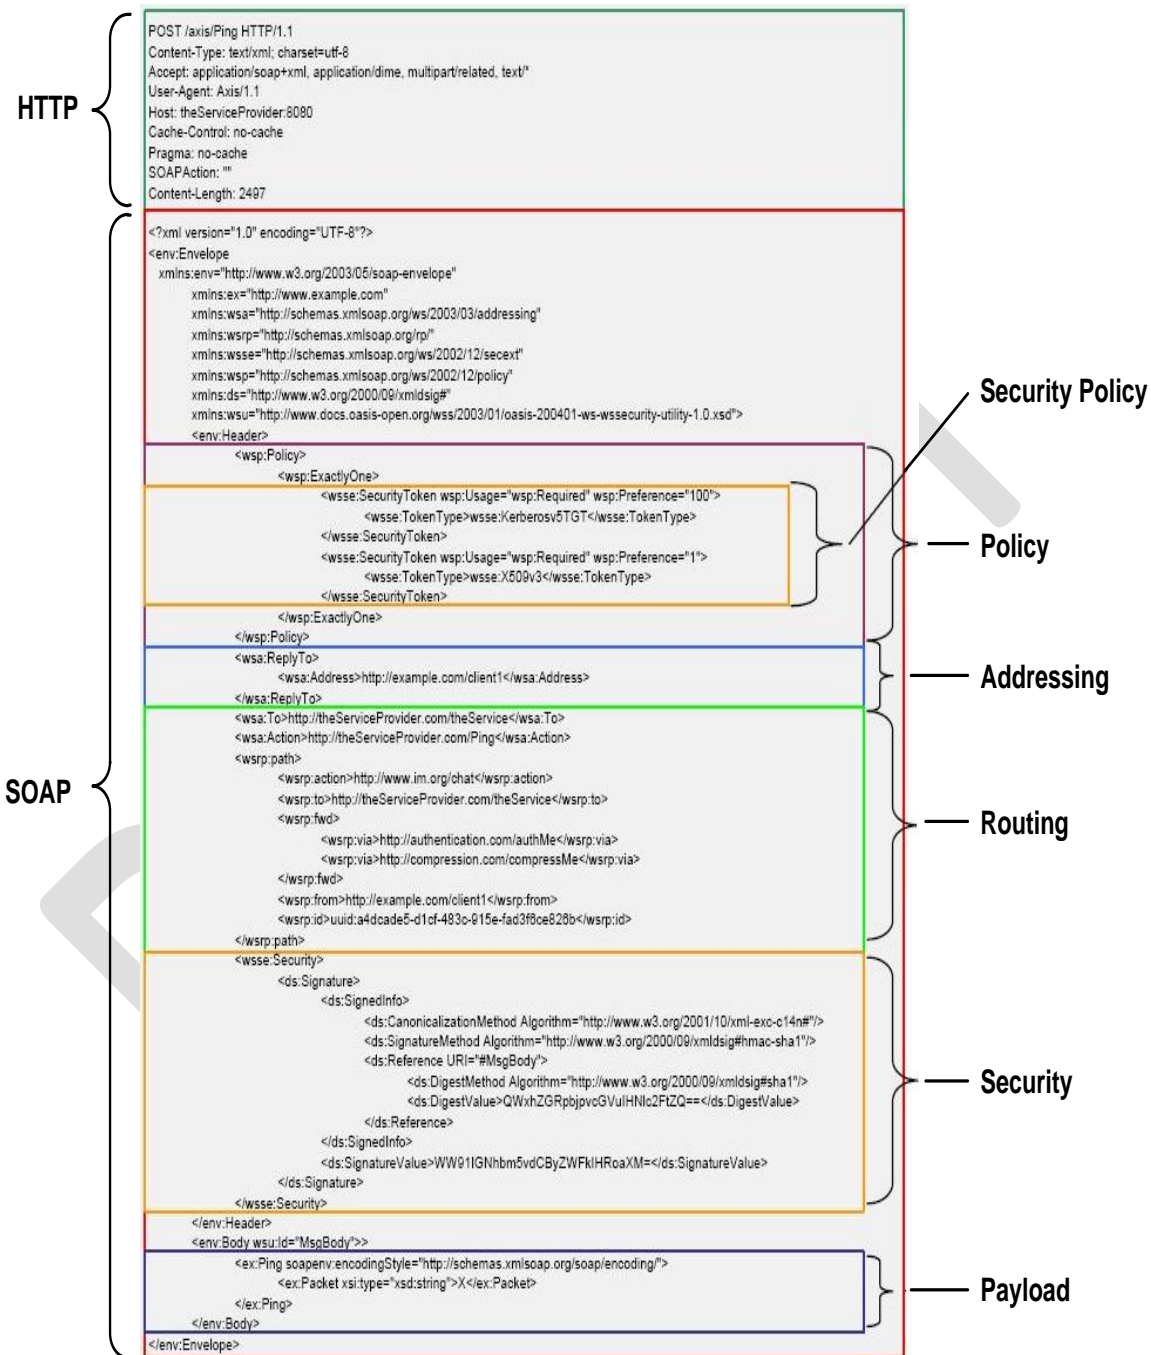 HTTP
POST /axis/Ping HTTP/1.1
Content-Type: text/xml; charset=utf-8
Accept: application/soap+xml, application/dime, multipart/related, text/*
User-Agent: Axis/1.1
Host: theServiceProvider:8080
Cache-Control: no-cache
Pragma: no-cache
SOAPAction: ""
Content-Length: 2497
SOAP
<?xml version="1.0" encoding="UTF-8"?>
<env:Envelope
xmlns:env="http://www.w3.org/2003/05/soap-envelope"
xmlns:ex="http://www.example.com"
xmlns:wsa="http://schemas.xmlsoap.org/ws/2003/03/addressing"
xmlns:wsrp="http://schemas.xmlsoap.org/rp/"
xmlns:wsse="http://schemas.xmlsoap.org/ws/2002/12/secext"
xmlns:wsp="http://schemas.xmlsoap.org/ws/2002/12/policy"
xmlns:ds="http://www.w3.org/2000/09/xmldsig#"
xmlns:wsu="http://www.docs.oasis-open.org/wss/2003/01/oasis-200401-ws-wssecurity-utility-1.0.xsd">
<env:Header>
<wsp:Policy>
<wsp:ExactlyOne>
<wsse:SecurityToken wsp:Usage="wsp:Required" wsp:Preference="100">
<wsse:TokenType>wsse:Kerberosv5TGT</wsse:TokenType>
</wsse:SecurityToken>
<wsse:SecurityToken wsp:Usage="wsp:Required" wsp:Preference="1">
<wsse:TokenType>wsse:X509v3</wsse:TokenType>
</wsse:SecurityToken>
</wsp:ExactlyOne>
</wsp:Policy>
Security Policy
Policy
<wsa:ReplyTo>
<wsa:Address>http://example.com/client1</wsa:Address>
</wsa:ReplyTo>
Addressing
<wsa:To>http://theServiceProvider.com/theService</wsa:To>
<wsa:Action>http://theServiceProvider.com/Ping</wsa:Action>
<wsrp:path>
<wsrp:action>http://www.im.org/chat</wsrp:action>
<wsrp:to>http://theServiceProvider.com/theService</wsrp:to>
<wsrp:fwd>
<wsrp:via>http://authentication.com/authMe</wsrp:via>
<wsrp:via>http://compression.com/compressMe</wsrp:via>
</wsrp:fwd>
<wsrp:from>http://example.com/client1</wsrp:from>
<wsrp:id>uuid:a4dcade5-d1cf-483c-915e-fad3f6ce826b</wsrp:id>
</wsrp:path>
Routing
<wsse:Security>
<ds:Signature>
<ds:SignedInfo>
<ds:CanonicalizationMethod Algorithm="http://www.w3.org/2001/10/xml-exc-c14n#"/>
<ds:SignatureMethod Algorithm="http://www.w3.org/2000/09/xmldsig#hmac-sha1"/>
<ds:Reference URI="#MsgBody">
<ds:DigestMethod Algorithm="http://www.w3.org/2000/09/xmldsig#sha1"/>
<ds:DigestValue>QWxhZGRpbjpvcGVuIHNlc2FtZQ==</ds:DigestValue>
</ds:Reference>
</ds:SignedInfo>
<ds:SignatureValue>WW91IGNhbm5vdCByZWFkIHRoaXM=</ds:SignatureValue>
</ds:Signature>
</wsse:Security>
Security
</env:Header>
<env:Body wsu:Id="MsgBody">>
<ex:Ping soapenv:encodingStyle="http://schemas.xmlsoap.org/soap/encoding/">
<ex:Packet xsi:type="xsd:string">X</ex:Packet>
</ex:Ping>
</env:Body>
Payload
</env:Envelope>